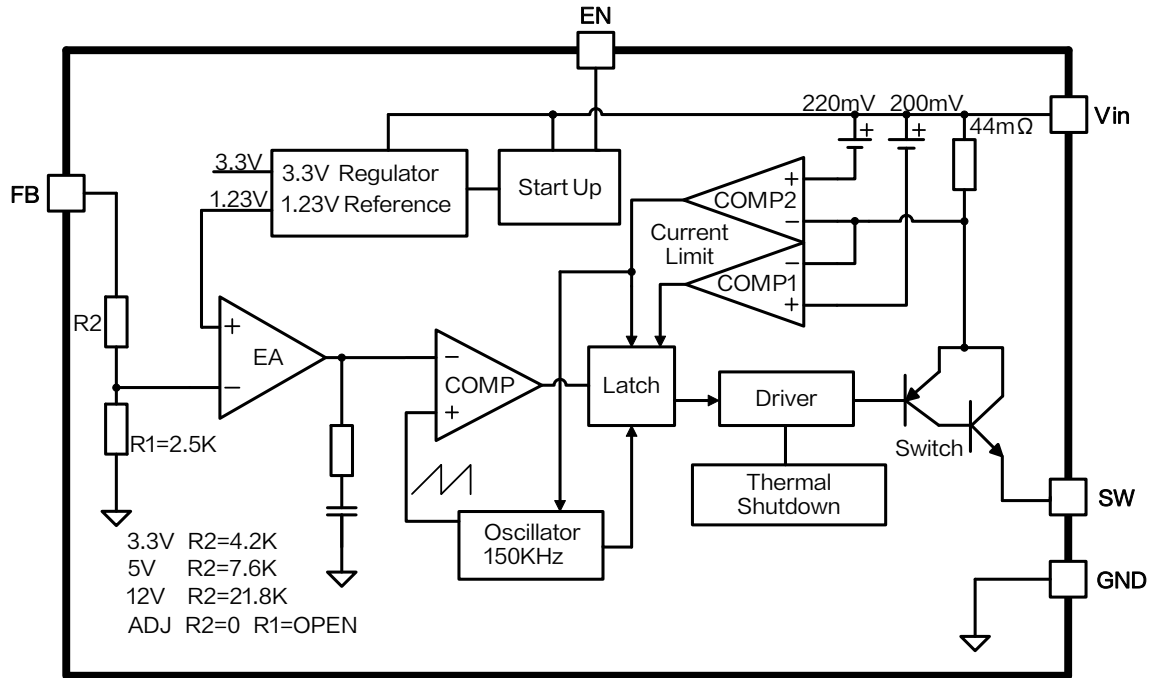 EN
220mV 200mV
Vin
44mΩ
3.3V
3.3V Regulator
1.23V
1.23V Reference
Start Up
FB
+
+
+
COMP2
−
Current
Limit
−
COMP1
+
R2
+
EA
−
−
COMP
+
Latch
Driver
R1=2.5K
Switch
Thermal
Shutdown
SW
Oscillator
150KHz
3.3V R2=4.2K
5V R2=7.6K
12V R2=21.8K
ADJ R2=0 R1=OPEN
GND